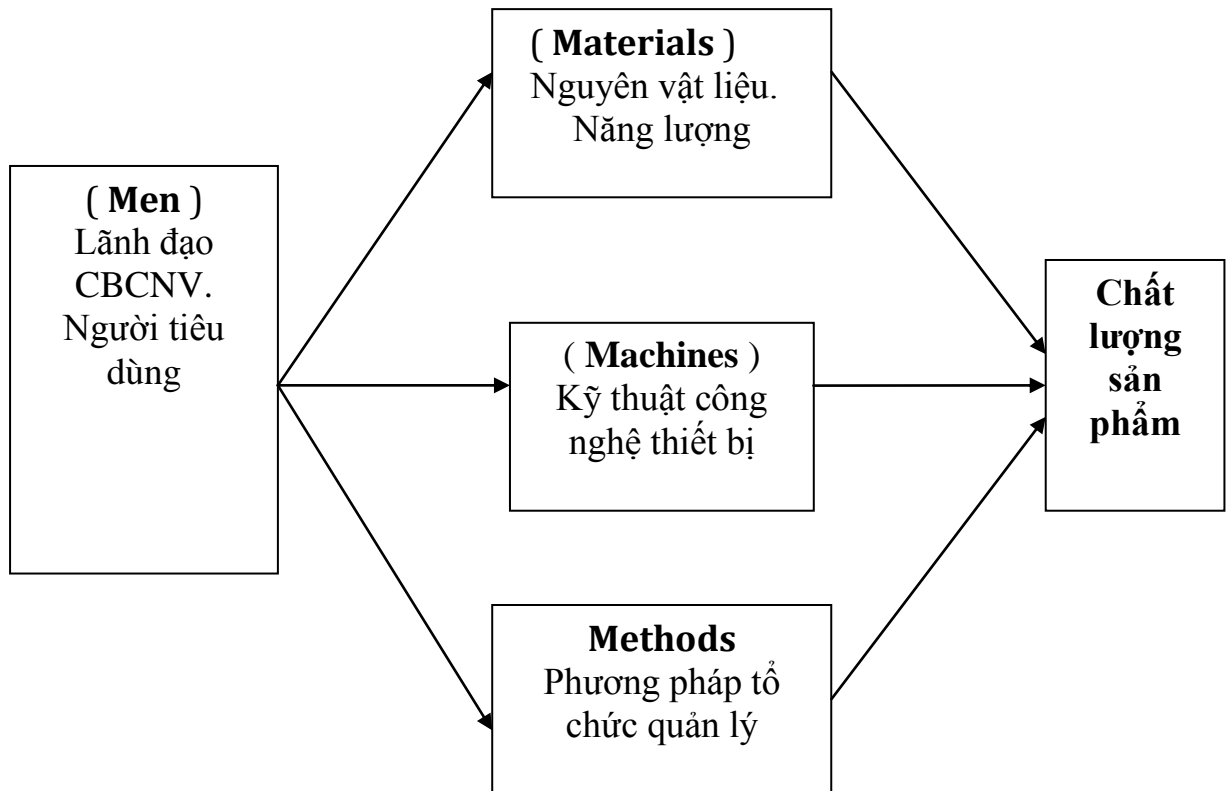 ( Men )
Lãnh đạo
CBCNV.
Người tiêu
dùng
( Materials )
Nguyên vật liệu.
Năng lượng
( Machines )
Kỹ thuật công
nghệ thiết bị
Methods
Phương pháp tổ
chức quản lý
Chất
lượng
sản
phẩm